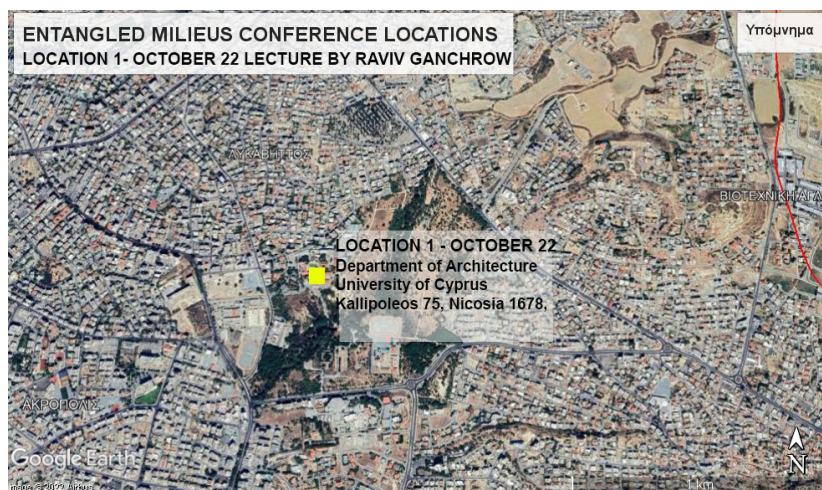 ENTANGLED MILIEUS CONFERENCE LOCATIONS
LOCATION 1- OCTOBER 22 LECTURE BY RAVIV GANCHROW
Υπόμνημα
ΛΥΚΑΒΗΤΤΟΣ
ΒΙΟΤΕΧΝΙΚΗ
LOCATION 1 - OCTOBER 22
Department of Architecture
University of Cyprus
Kallipoleos 75, Nicosia 1678,
ΑΚΡΟΠΟΛΙΣ
Google Earth
N
1 km